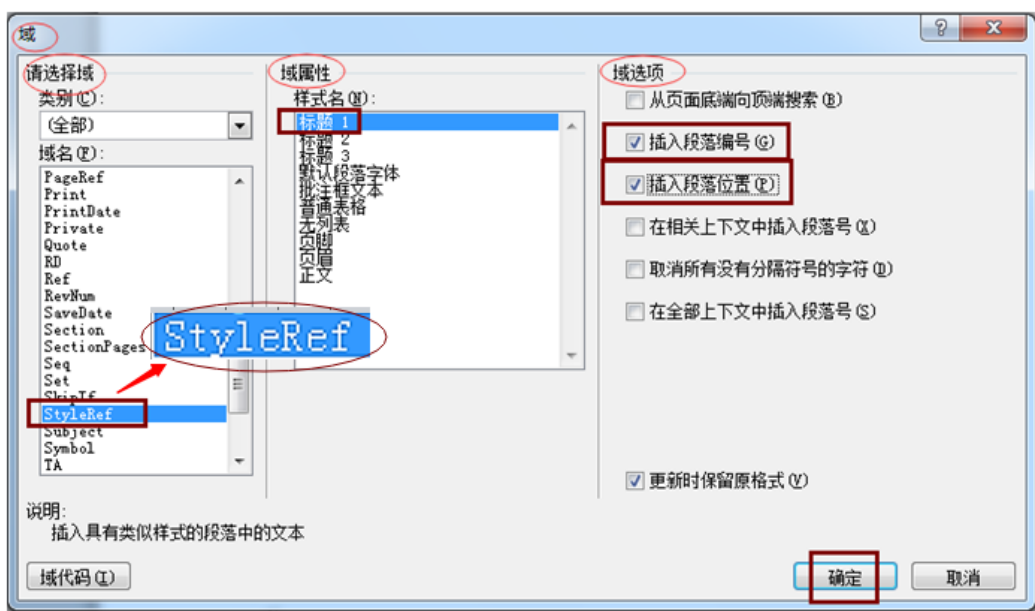 域
请选择域
类别(C):
(全部)
域名(F):
PageRef
Print
PrintDate
Private
Quote
RD
Ref
RevNum
SaveDate
Section
SectionPages
Seq
Set
SkipIf
StyleRef
Subject
Symbol
TA
StyleRef
域属性
样式名(N):
标题 1
标题 2
标题 3
默认段落字体
批注框文本
普通表格
无列表
页脚
页眉
正文
域选项
从页面底端向顶端搜索(B)
插入段落编号(G)
插入段落位置(P)
在相关上下文中插入段落号(X)
取消所有没有分隔符号的字符(D)
在全部上下文中插入段落号(S)
更新时保留原格式(V)
说明:
插入具有类似样式的段落中的文本
域代码(I)
确定
取消